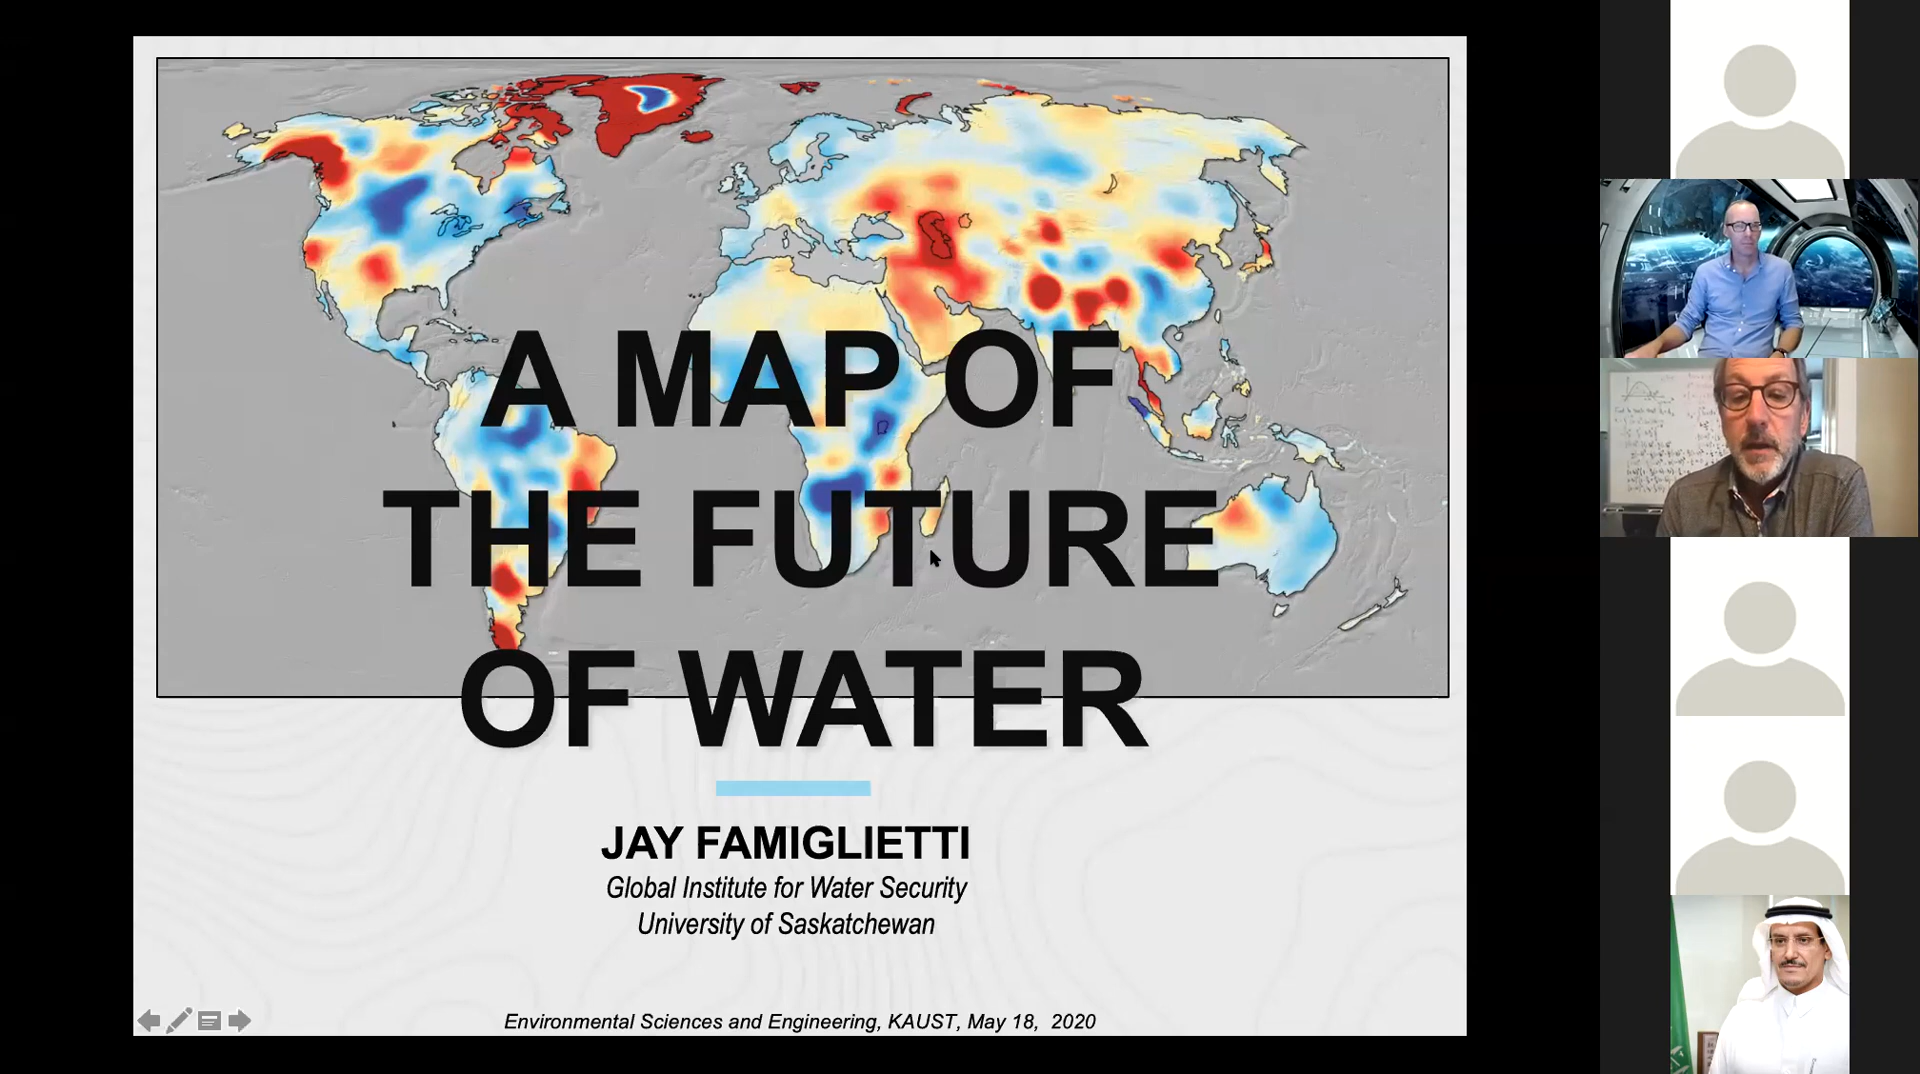 A MAP OF
THE FUTURE
OF WATER
JAY FAMIGLIETTI
Global Institute for Water Security
University of Saskatchewan
Environmental Sciences and Engineering, KAUST, May 18, 2020